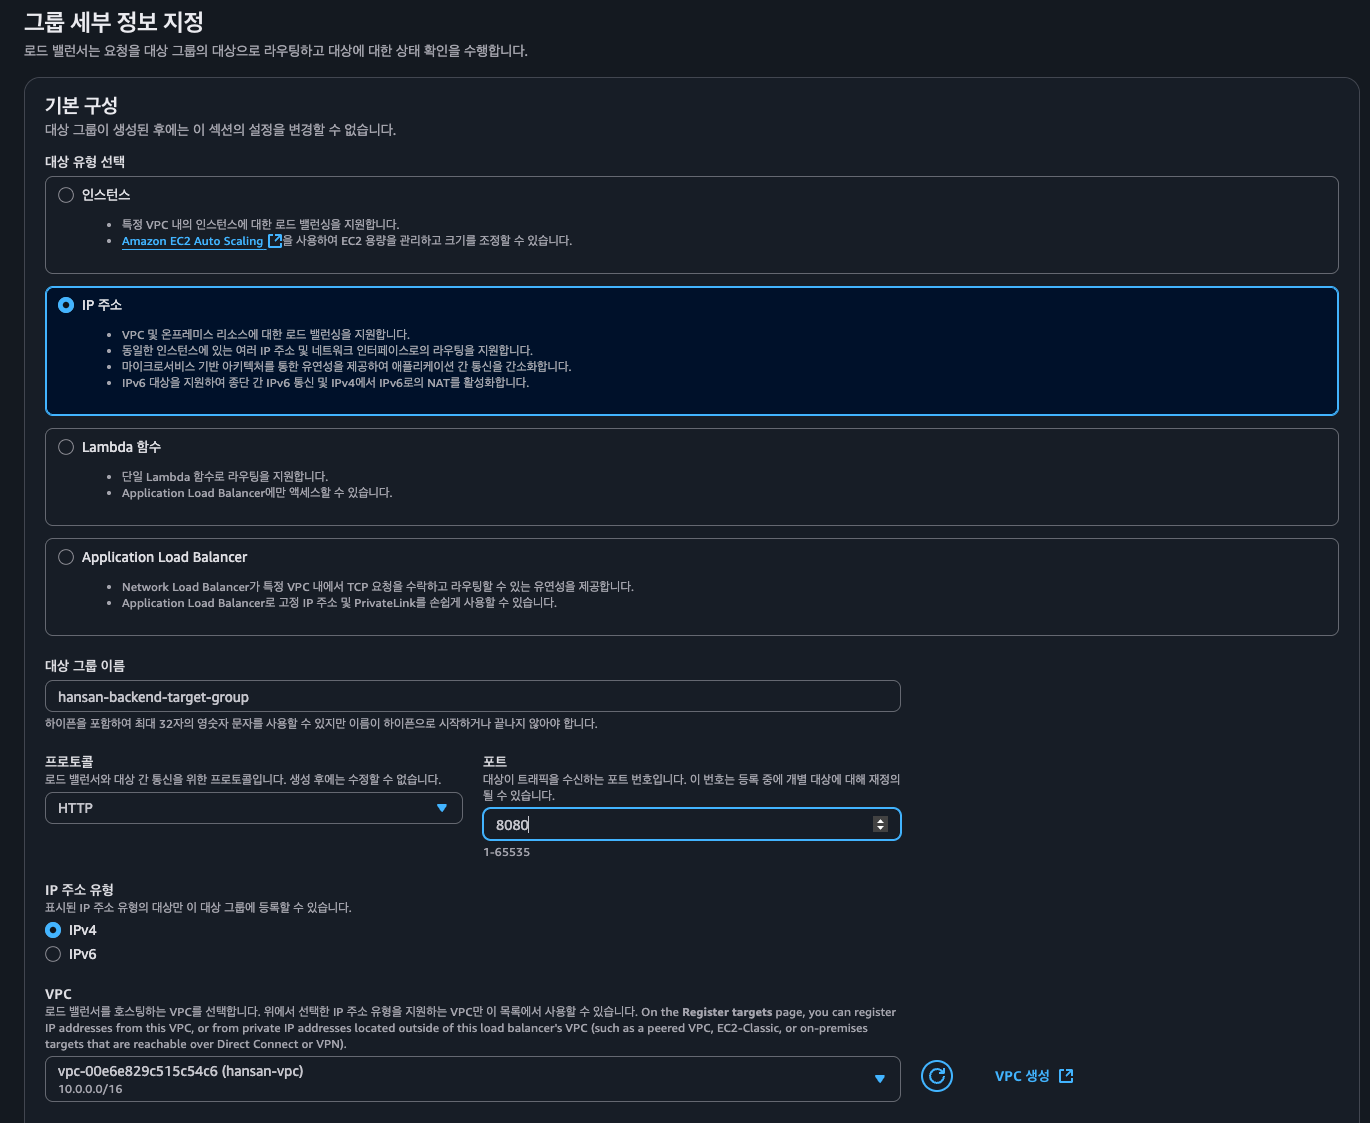 그룹 세부 정보 지정
로드 밸런서는 요청을 대상 그룹의 대상으로 라우팅하고 대상에 대한 상태 확인을 수행합니다.
기본 구성
대상 그룹이 생성된 후에는 이 섹션의 설정을 변경할 수 없습니다.
대상 유형 선택
인스턴스
특정 VPC 내의 인스턴스에 대한 로드 밸런싱을 지원합니다.
Amazon EC2 Auto Scaling을 사용하여 EC2 용량을 관리하고 크기를 조정할 수 있습니다.
IP 주소
VPC 및 온프레미스 리소스에 대한 로드 밸런싱을 지원합니다.
동일한 인스턴스에 있는 여러 IP 주소 및 네트워크 인터페이스로의 라우팅을 지원합니다.
마이크로서비스 기반 아키텍처를 통한 유연성을 제공하여 애플리케이션 간 통신을 간소화합니다.
IPv6 대상을 지원하여 종단 간 IPv6 통신 및 IPv4에서 IPv6로의 NAT를 활성화합니다.
Lambda 함수
단일 Lambda 함수로 라우팅을 지원합니다.
Application Load Balancer에만 액세스할 수 있습니다.
Application Load Balancer
Network Load Balancer가 특정 VPC 내에서 TCP 요청을 수락하고 라우팅할 수 있는 유연성을 제공합니다.
Application Load Balancer로 고정 IP 주소 및 PrivateLink를 손쉽게 사용할 수 있습니다.
대상 그룹 이름
hansan-backend-target-group
하이픈을 포함하여 최대 32자의 영숫자 문자를 사용할 수 있지만 이름이 하이픈으로 시작하거나 끝나지 않아야 합니다.
프로토콜
로드 밸런서와 대상 간 통신을 위한 프로토콜입니다. 생성 후에는 수정할 수 없습니다.
HTTP
포트
대상이 트래픽을 수신하는 포트 번호입니다. 이 번호는 등록 중에 개별 대상에 대해 재정의
될 수 있습니다.
8080
1-65535
IP 주소 유형
표시된 IP 주소 유형의 대상만 이 대상 그룹에 등록할 수 있습니다.
IPv4
IPv6
VPC
로드 밸런서를 호스팅하는 VPC를 선택합니다. 위에서 선택한 IP 주소 유형을 지원하는 VPC만 이 목록에서 사용할 수 있습니다. On the Register targets page, you can register
IP addresses from this VPC, or from private IP addresses located outside of this load balancer's VPC (such as a peered VPC, EC2-Classic, or on-premises
targets that are reachable over Direct Connect or VPN).
vpc-00e6e829c515c54c6 (hansan-vpc)
10.0.0.0/16
VPC 생성